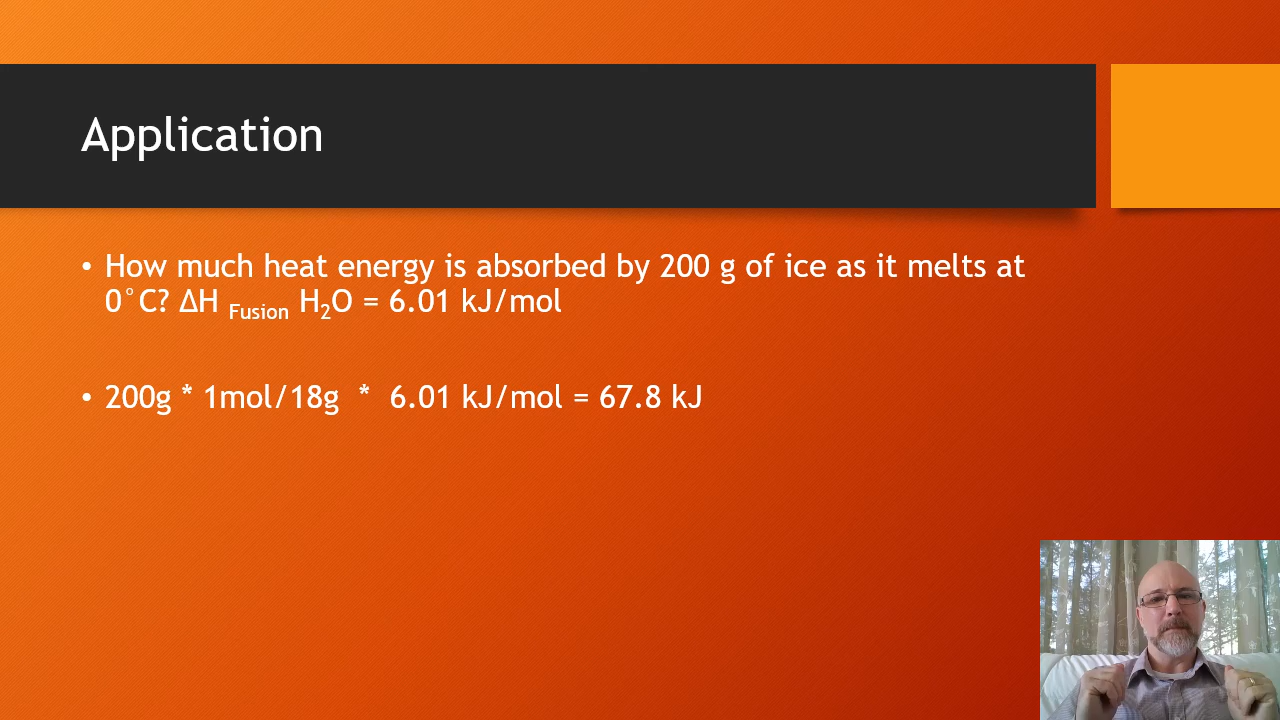 Application
• How much heat energy is absorbed by 200 g of ice as it melts at
0°C? ΔH Fusion H₂O = 6.01 kJ/mol
• 200g * 1mol/18g * 6.01 kJ/mol = 67.8 kJ